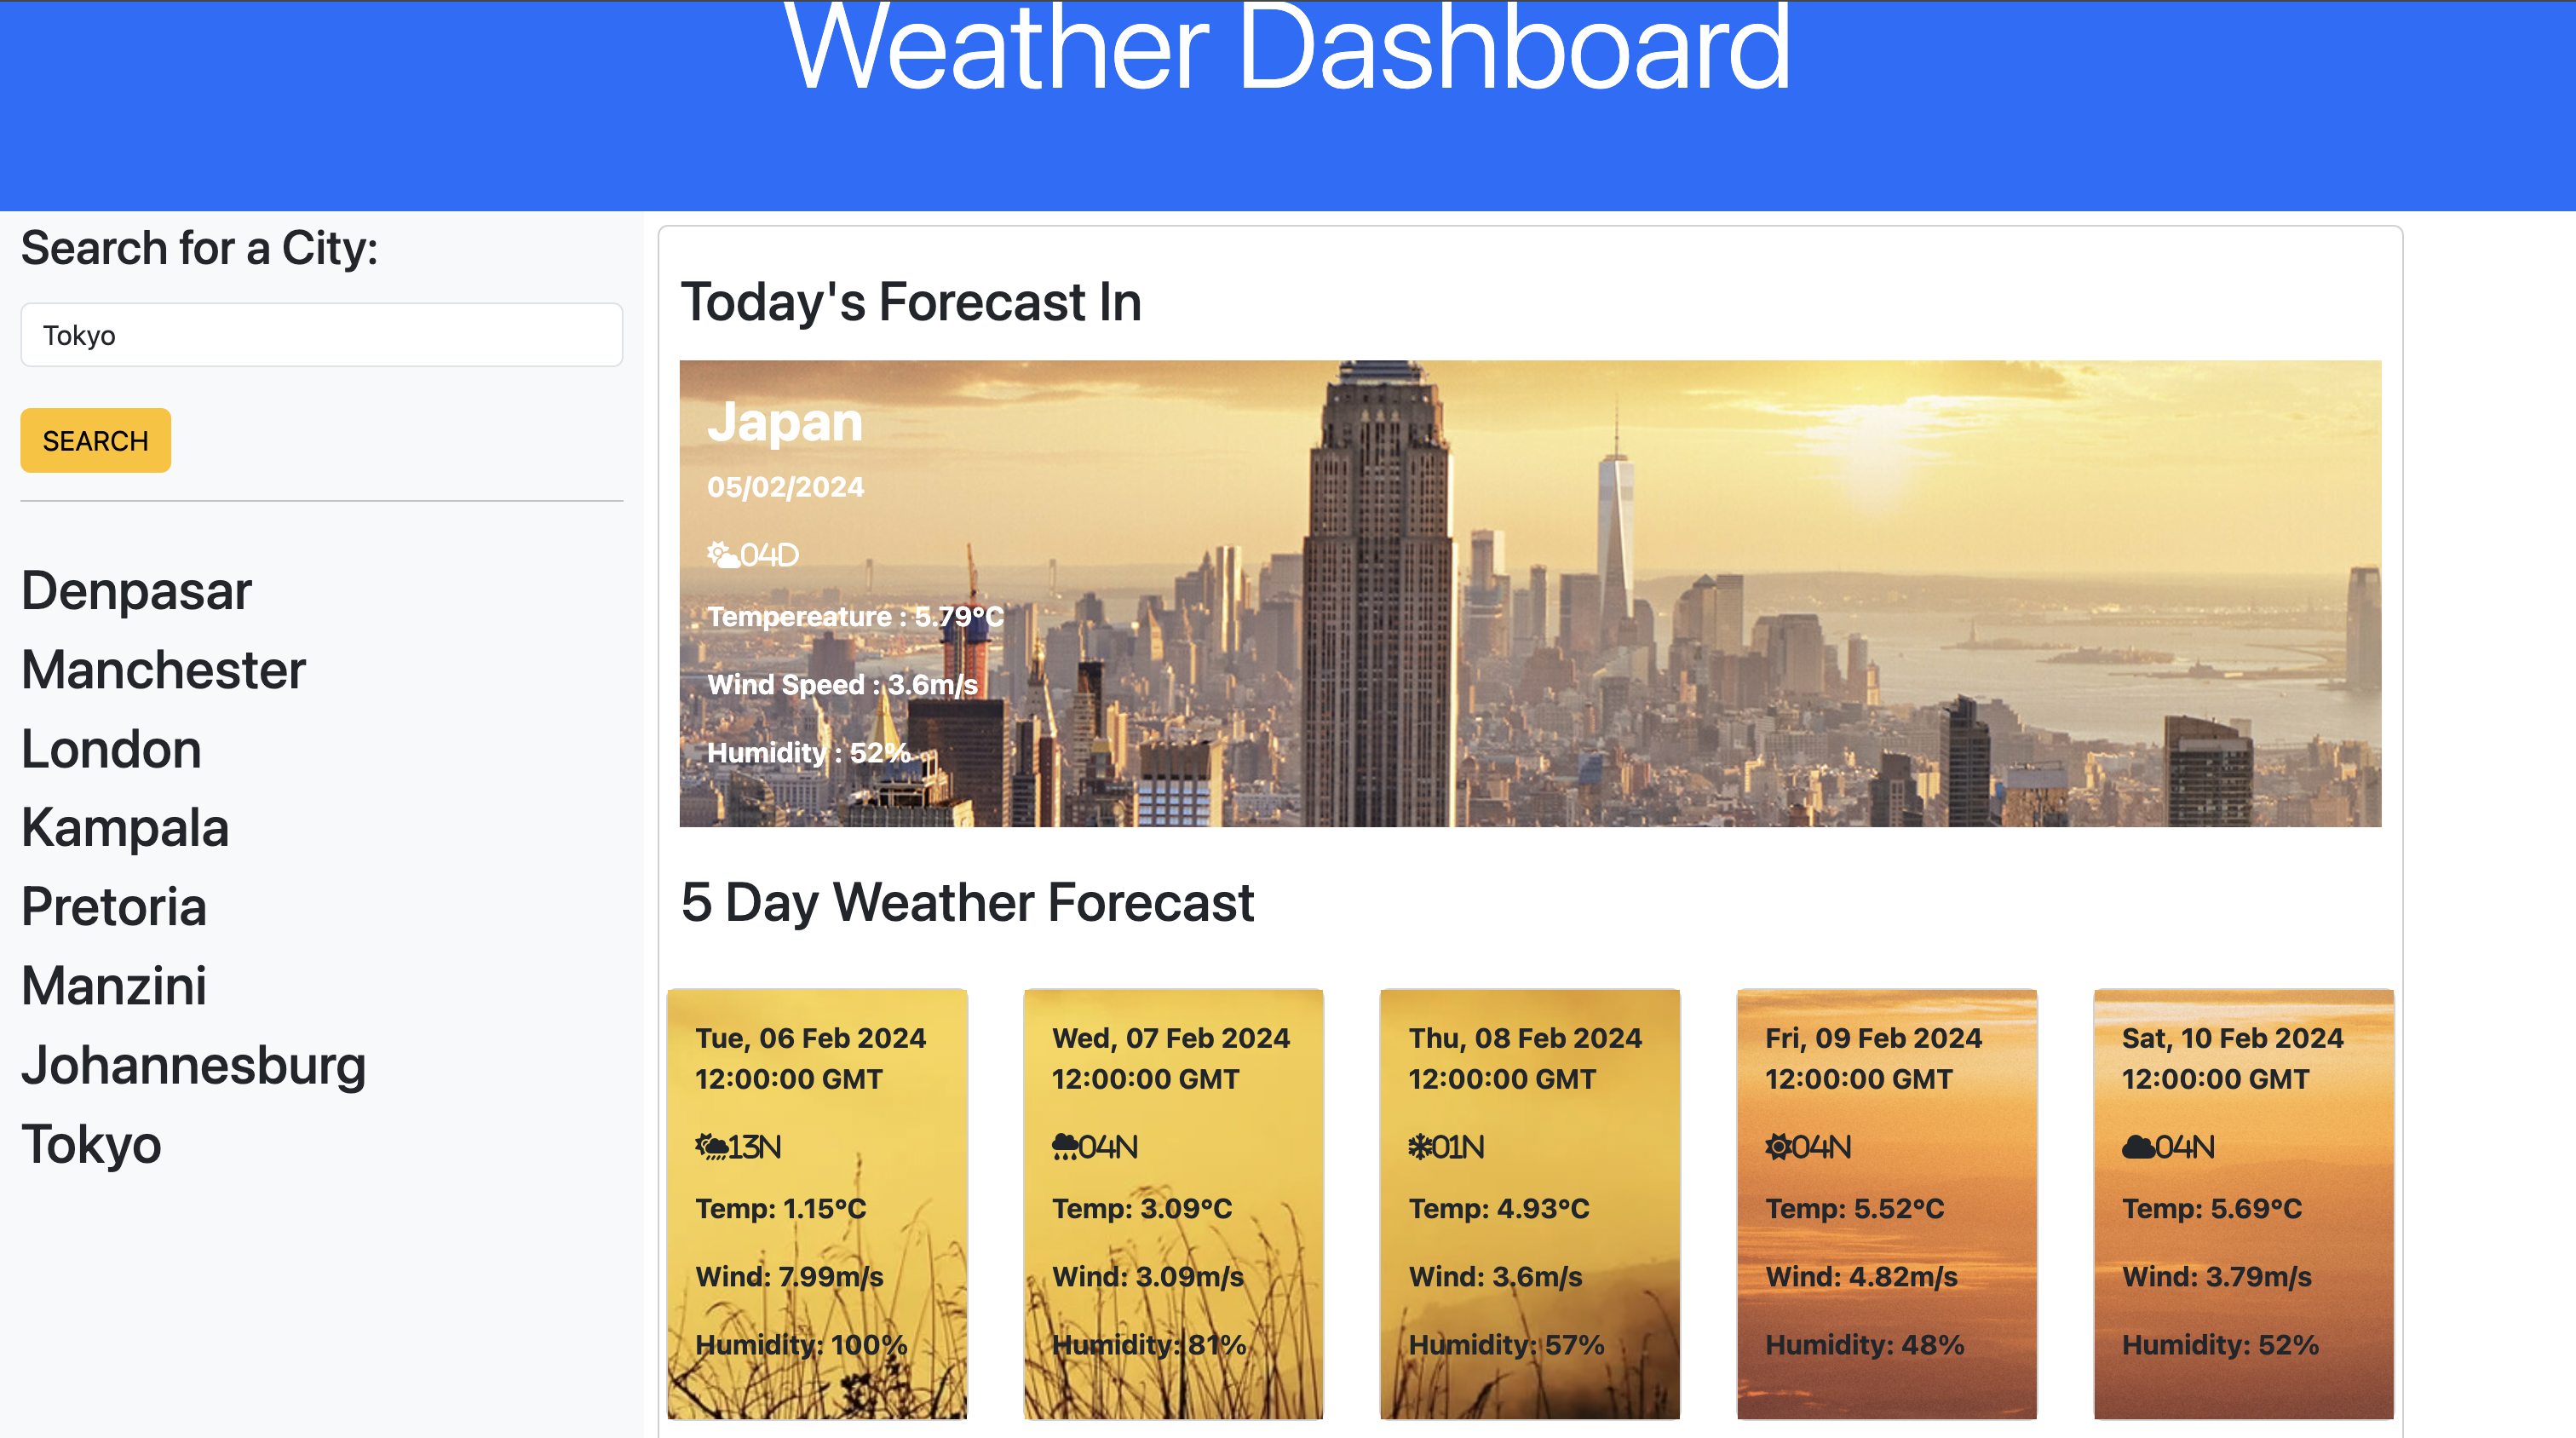 Weather Dashboard
Search for a City:
Tokyo
SEARCH
Denpasar
Manchester
London
Kampala
Pretoria
Manzini
Johannesburg
Tokyo
Today's Forecast In
Japan
05/02/2024
04D
Tempereature : 5.79°C
Wind Speed : 3.6m/s
Humidity : 52%
5 Day Weather Forecast
Tue, 06 Feb 2024
12:00:00 GMT
13N
Temp: 1.15°C
Wind: 7.99m/s
Humidity: 100%
Wed, 07 Feb 2024
12:00:00 GMT
04N
Temp: 3.09°C
Wind: 3.09m/s
Humidity: 81%
Thu, 08 Feb 2024
12:00:00 GMT
01N
Temp: 4.93°C
Wind: 3.6m/s
Humidity: 57%
Fri, 09 Feb 2024
12:00:00 GMT
04N
Temp: 5.52°C
Wind: 4.82m/s
Humidity: 48%
Sat, 10 Feb 2024
12:00:00 GMT
04N
Temp: 5.69°C
Wind: 3.79m/s
Humidity: 52%